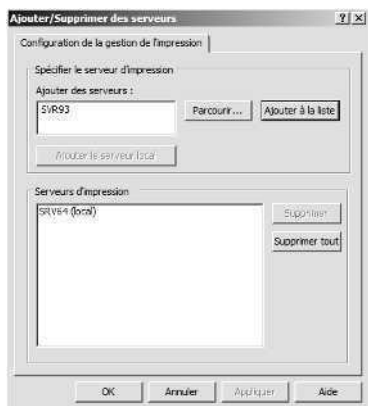 Ajouter/Supprimer des serveurs
Configuration de la gestion de l'impression
Spécifier le serveur d'impression
Ajouter des serveurs :
SVR93
Parcourir...
Ajouter à la liste
Ajouter le serveur local
Serveurs d'impression
SRV64 (local)
Supprimer
Supprimer tout
OK
Annuler
Appliquer
Aide